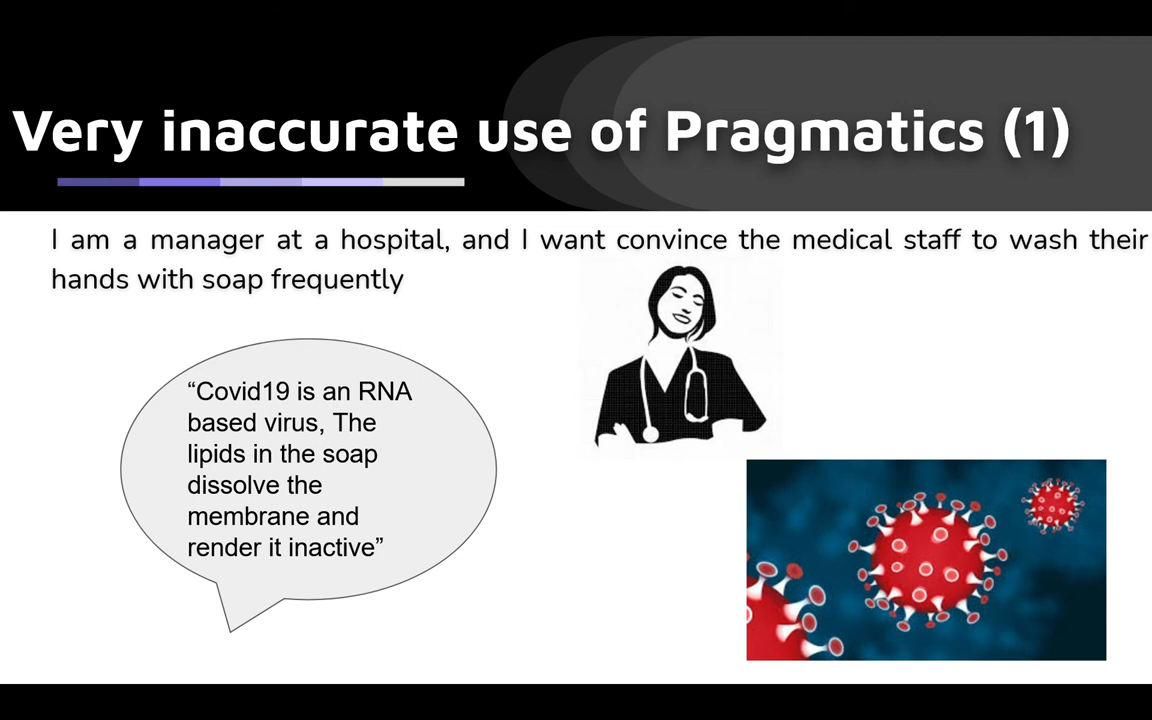 Very inaccurate use of Pragmatics (1)
I am a manager at a hospital, and I want convince the medical staff to wash their
hands with soap frequently
“Covid19 is an RNA
based virus, The
lipids in the soap
dissolve the
membrane and
render it inactive”